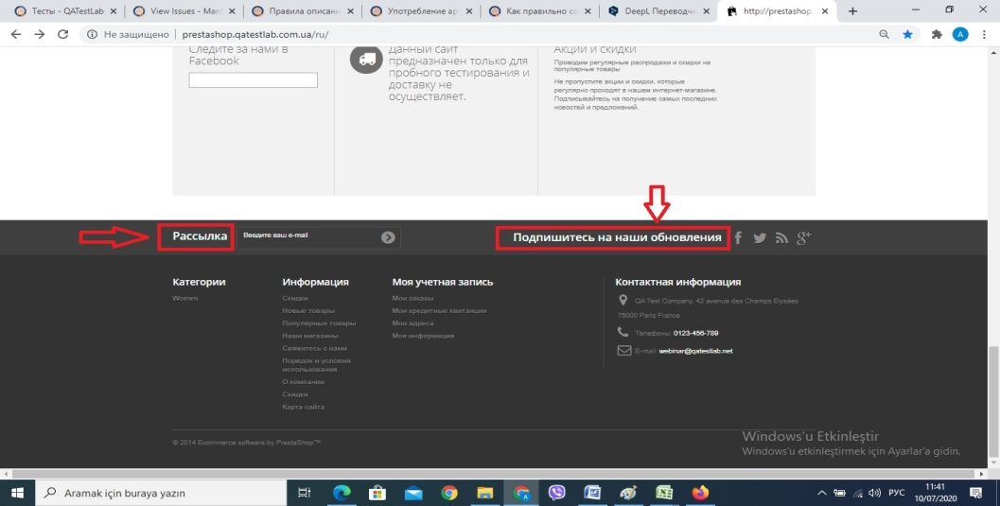 Тесты - QATestLab
View Issues - Man
Правила описани
Употребление ар
Как правильно со
DeepL Переводчи
http://prestashop.
Не защищено | prestashop.qatestlab.com.ua/ru/
А
Следите за нами в
Facebook
Данный сайт
предназначен только для
пробного тестирования и
доставку не
осуществляет.
Акции и скидки
Проводим регулярные распродажи и скидки на
популярные товары
Не пропустите акции и скидки, которые
регулярно проходят в нашем интернет-магазине.
Подписывайтесь на получение самых последних
новостей и предложений.
Рассылка
Введите ваш e-mail
Подпишитесь на наши обновления
Категории
Women
Информация
Скидки
Новые товары
Популярные товары
Наши магазины
Свяжитесь с нами
Порядок и условия
использования
О компании
Скидки
Карта сайта
Моя учетная запись
Мои заказы
Мои кредитные квитанции
Мои адреса
Моя информация
Контактная информация
QA Test Company, 42 avenue des Champs Elysées
75000 Paris France
Телефоны: 0123-456-789
E-mail: webinar@qatestlab.net
© 2014 Ecommerce software by PrestaShop™
Windows'u Etkinleştir
Windows'u etkinleştirmek için Ayarlar'a gidin.
Aramak için buraya yazın
РУС
11:41
10/07/2020